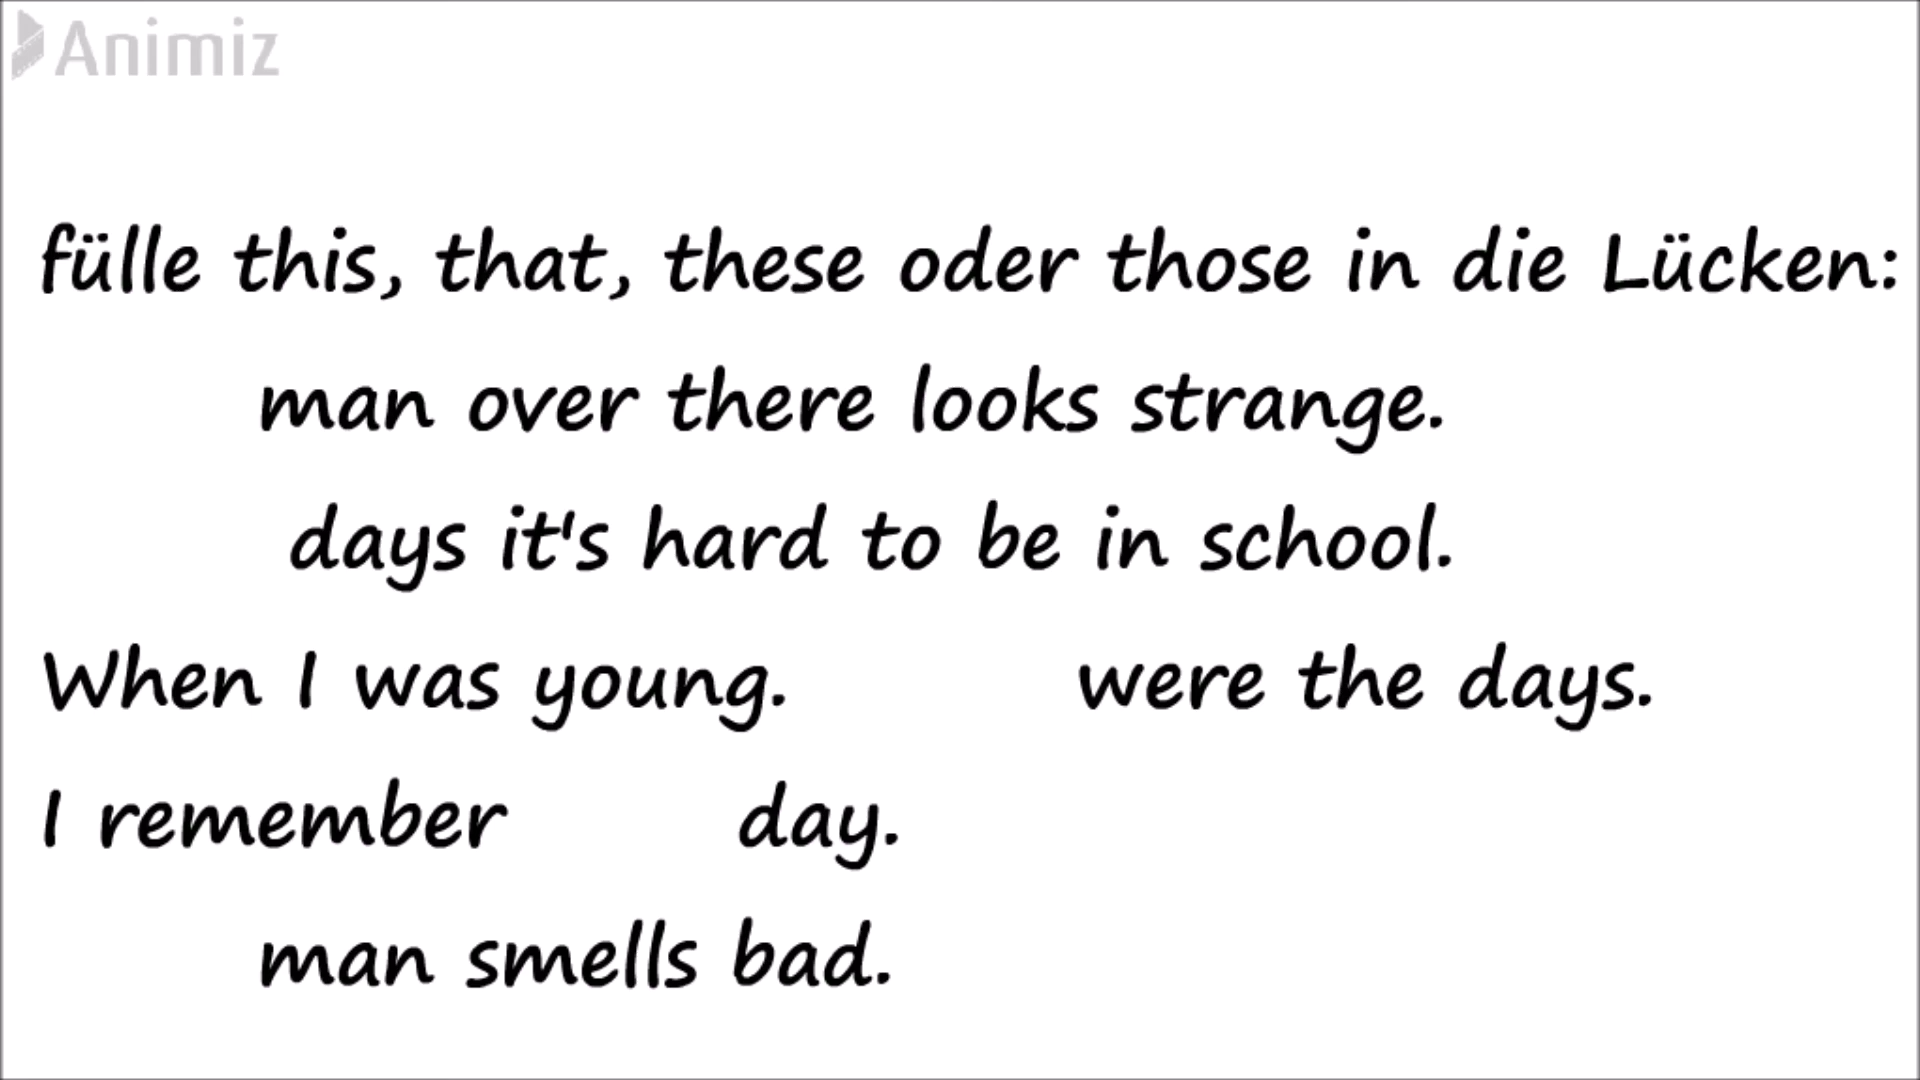 Animiz
fülle this, that, these oder those in die Lücken:
man over there looks strange.
days it's hard to be in school.
When I was young. were the days.
I remember day.
man smells bad.